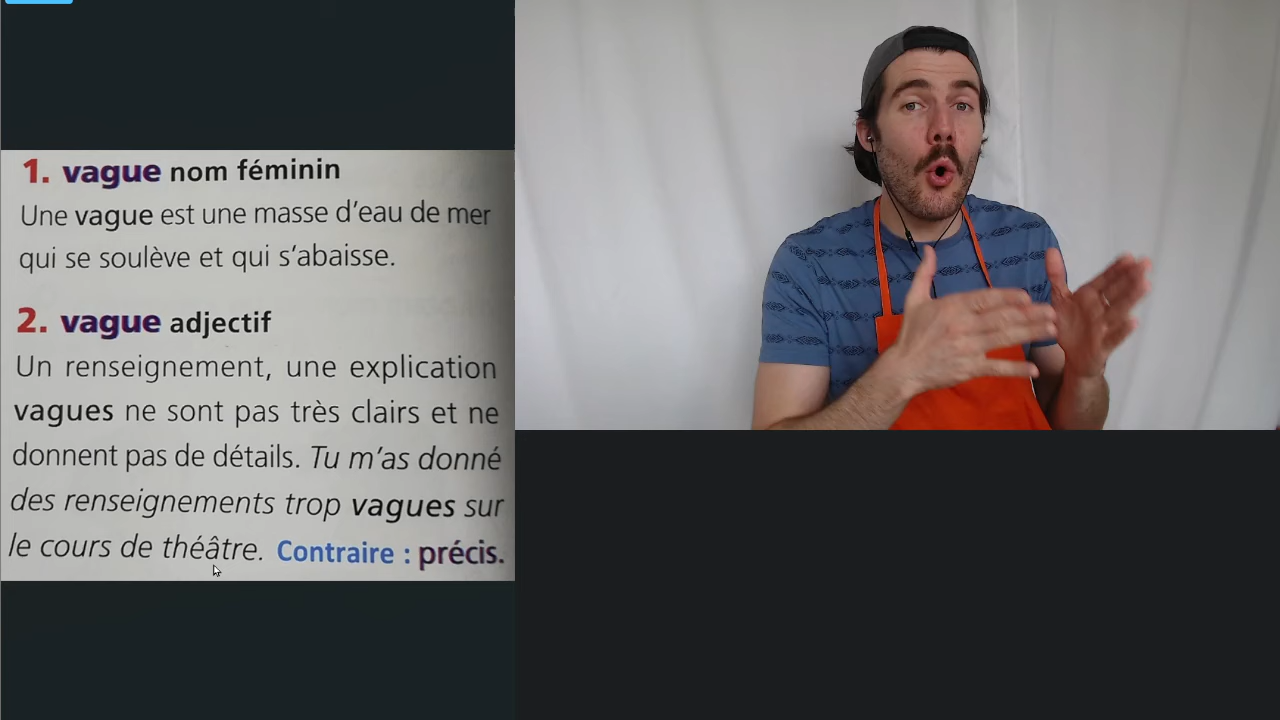 1. vague nom féminin
Une vague est une masse d'eau de mer
qui se soulève et qui s'abaisse.
2. vague adjectif
Un renseignement, une explication
vagues ne sont pas très clairs et ne
donnent pas de détails. Tu m'as donné
des renseignements trop vagues sur
le cours de théâtre. Contraire : précis.